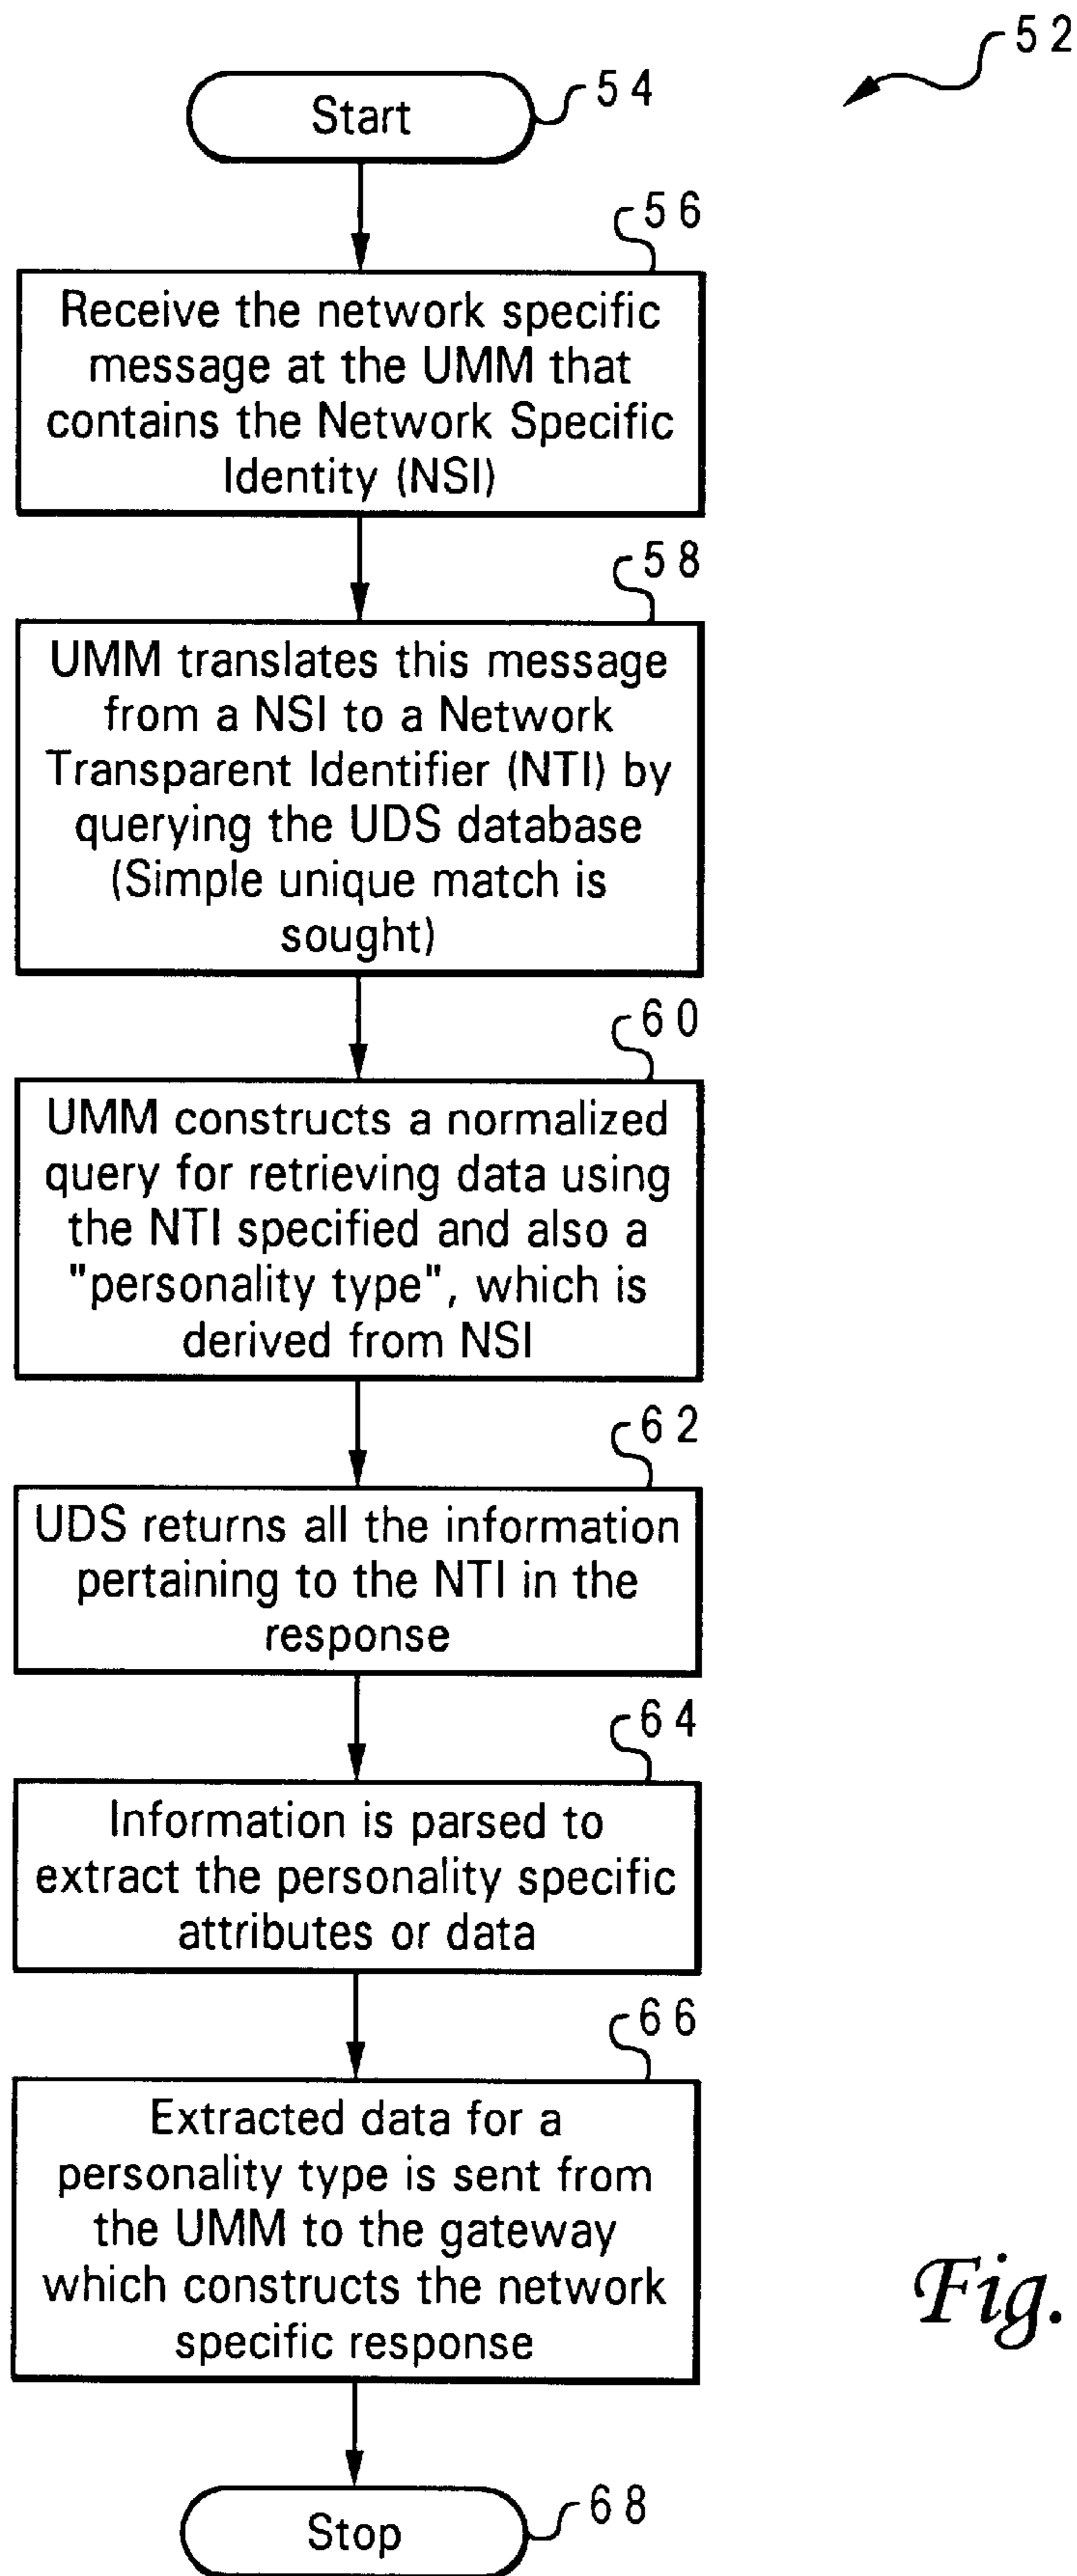 52
Start
54
56
Receive the network specific
message at the UMM that
contains the Network Specific
Identity (NSI)
58
UMM translates this message
from a NSI to a Network
Transparent Identifier (NTI) by
querying the UDS database
(Simple unique match is
sought)
60
UMM constructs a normalized
query for retrieving data using
the NTI specified and also a
"personality type", which is
derived from NSI
62
UDS returns all the information
pertaining to the NTI in the
response
64
Information is parsed to
extract the personality specific
attributes or data
66
Extracted data for a
personality type is sent from
the UMM to the gateway
which constructs the network
specific response
Fig.
Stop
68